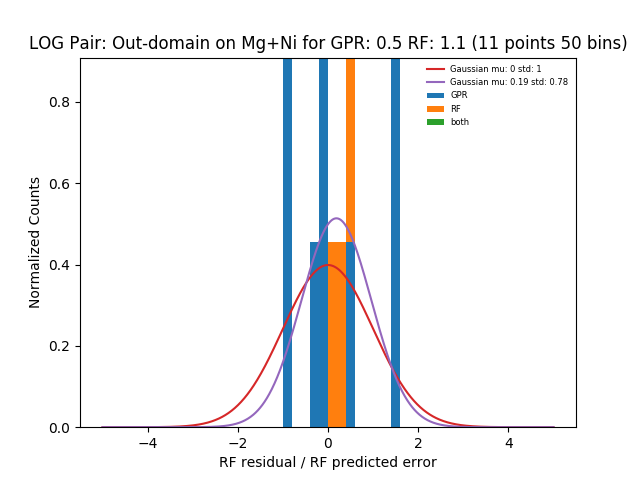 LOG Pair: Out-domain on Mg+Ni for GPR: 0.5 RF: 1.1 (11 points 50 bins)
Gaussian mu: 0 std: 1
Gaussian mu: 0.19 std: 0.78
GPR
RF
both
Normalized Counts
0.8
0.6
0.4
0.2
0.0
−4 −2 0 2 4
RF residual / RF predicted error